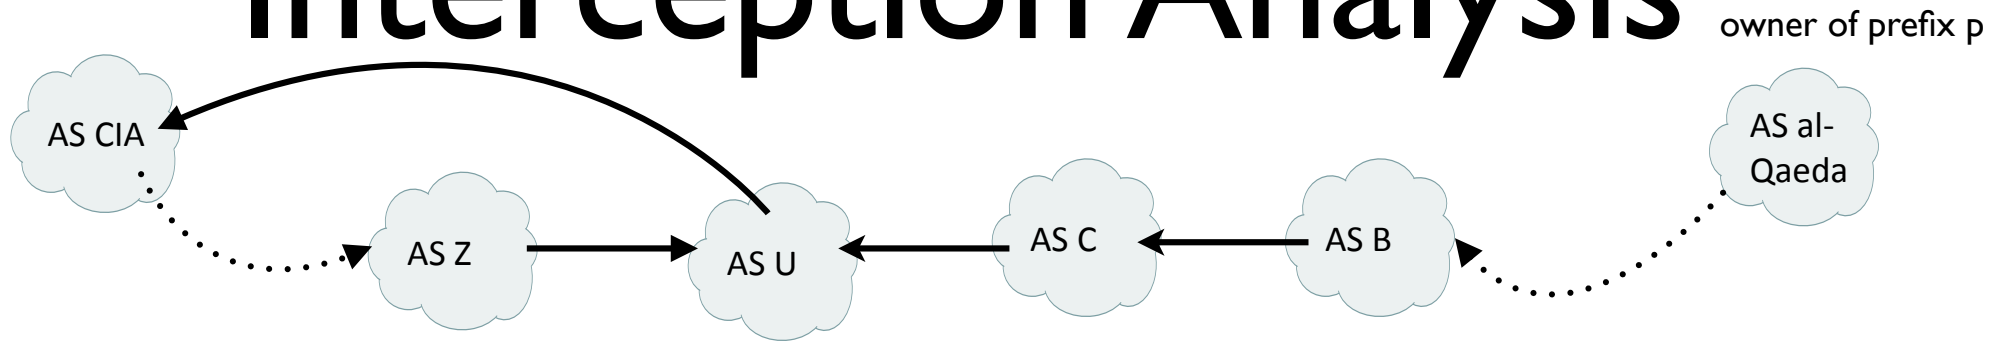 Interception Analysis
owner of prefix p
AS CIA
AS al-
Qaeda
AS Z
AS U
AS C
AS B